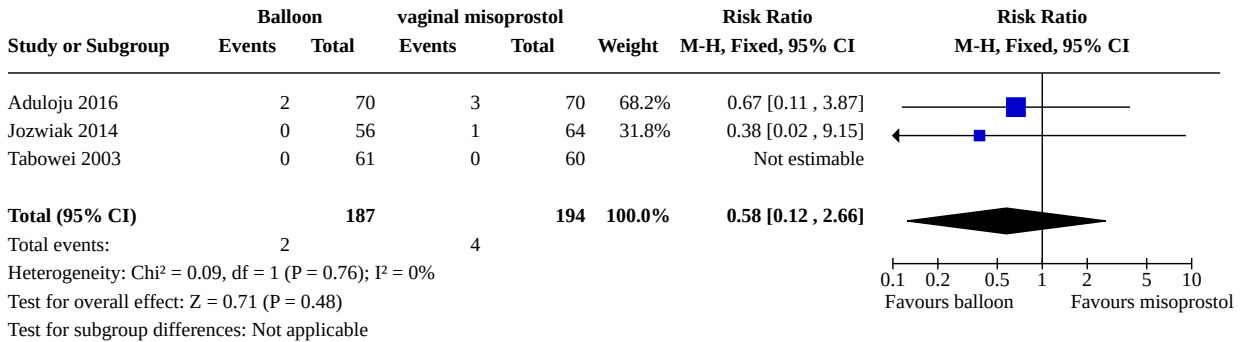 Balloon vaginal misoprostol Risk Ratio Risk Ratio
Study or Subgroup Events Total Events Total Weight M-H, Fixed, 95% CI M-H, Fixed, 95% CI
Aduloju 2016 2 70 3 70 68.2% 0.67 [0.11 , 3.87]
Jozwiak 2014 0 56 1 64 31.8% 0.38 [0.02 , 9.15]
Tabowei 2003 0 61 0 60 Not estimable
Total (95% CI) 187 194 100.0% 0.58 [0.12 , 2.66]
Total events: 2 4
Heterogeneity: Chi² = 0.09, df = 1 (P = 0.76); I² = 0%
Test for overall effect: Z = 0.71 (P = 0.48)
Test for subgroup differences: Not applicable
0.1 0.2 0.5 1 2 5 10
Favours balloon Favours misoprostol